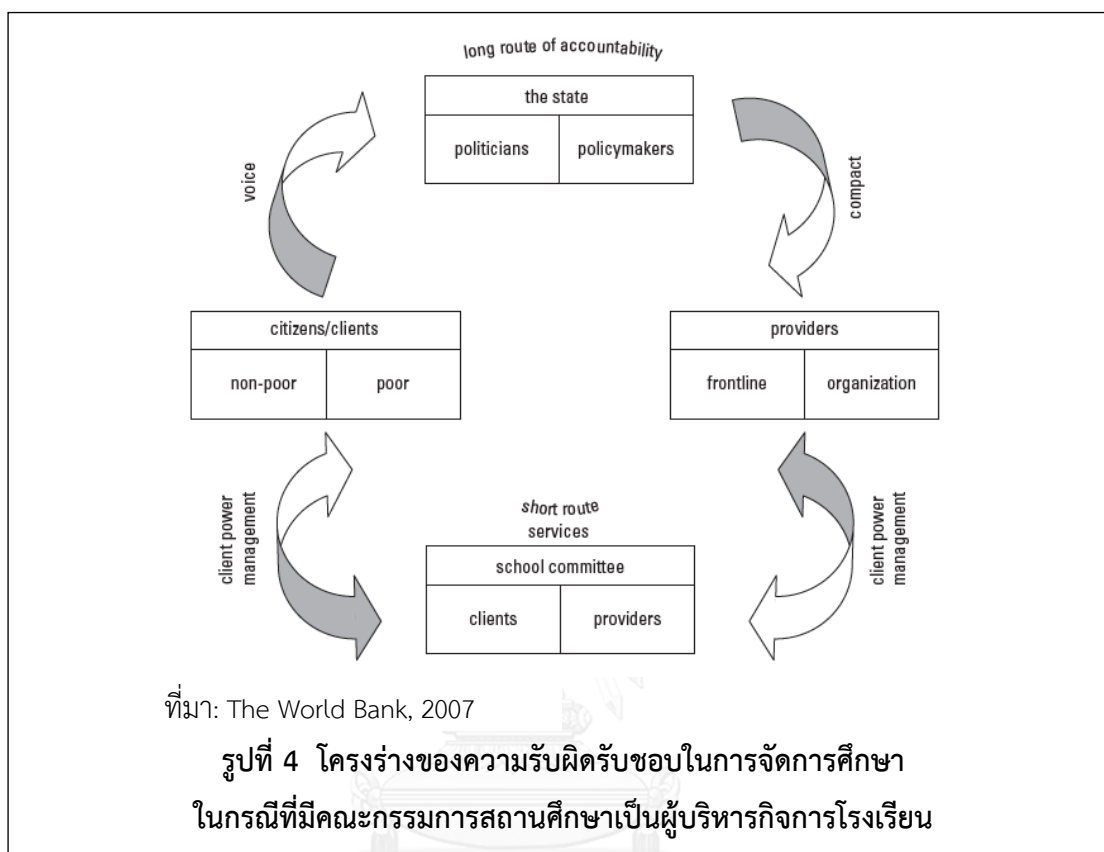 long route of accountability
the state
politicians
policymakers
voice
compact
citizens/clients
non-poor
poor
providers
frontline
organization
client power
management
short route
services
school committee
clients
providers
client power
management
ที่มา: The World Bank, 2007
รูปที่ 4 โครงร่างของความรับผิดรับชอบในการจัดการศึกษา
ในกรณีที่มีคณะกรรมการสถานศึกษาเป็นผู้บริหารกิจการโรงเรียน